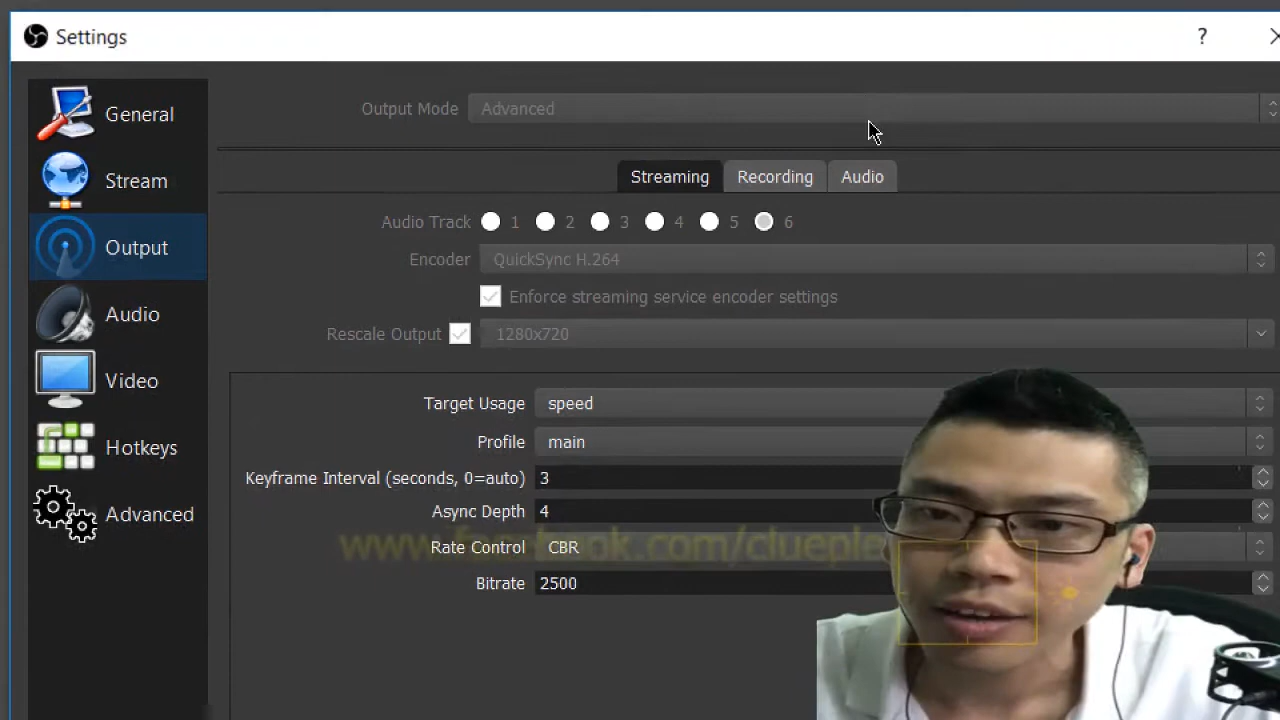 Settings
?
General
Stream
Output
Audio
Video
Hotkeys
Advanced
Output Mode Advanced
Streaming Recording Audio
Audio Track 1 2 3 4 5 6
Encoder QuickSync H.264
Enforce streaming service encoder settings
Rescale Output 1280x720
Target Usage speed
Profile main
Keyframe Interval (seconds, 0=auto) 3
Async Depth 4
Rate Control CBR
Bitrate 2500